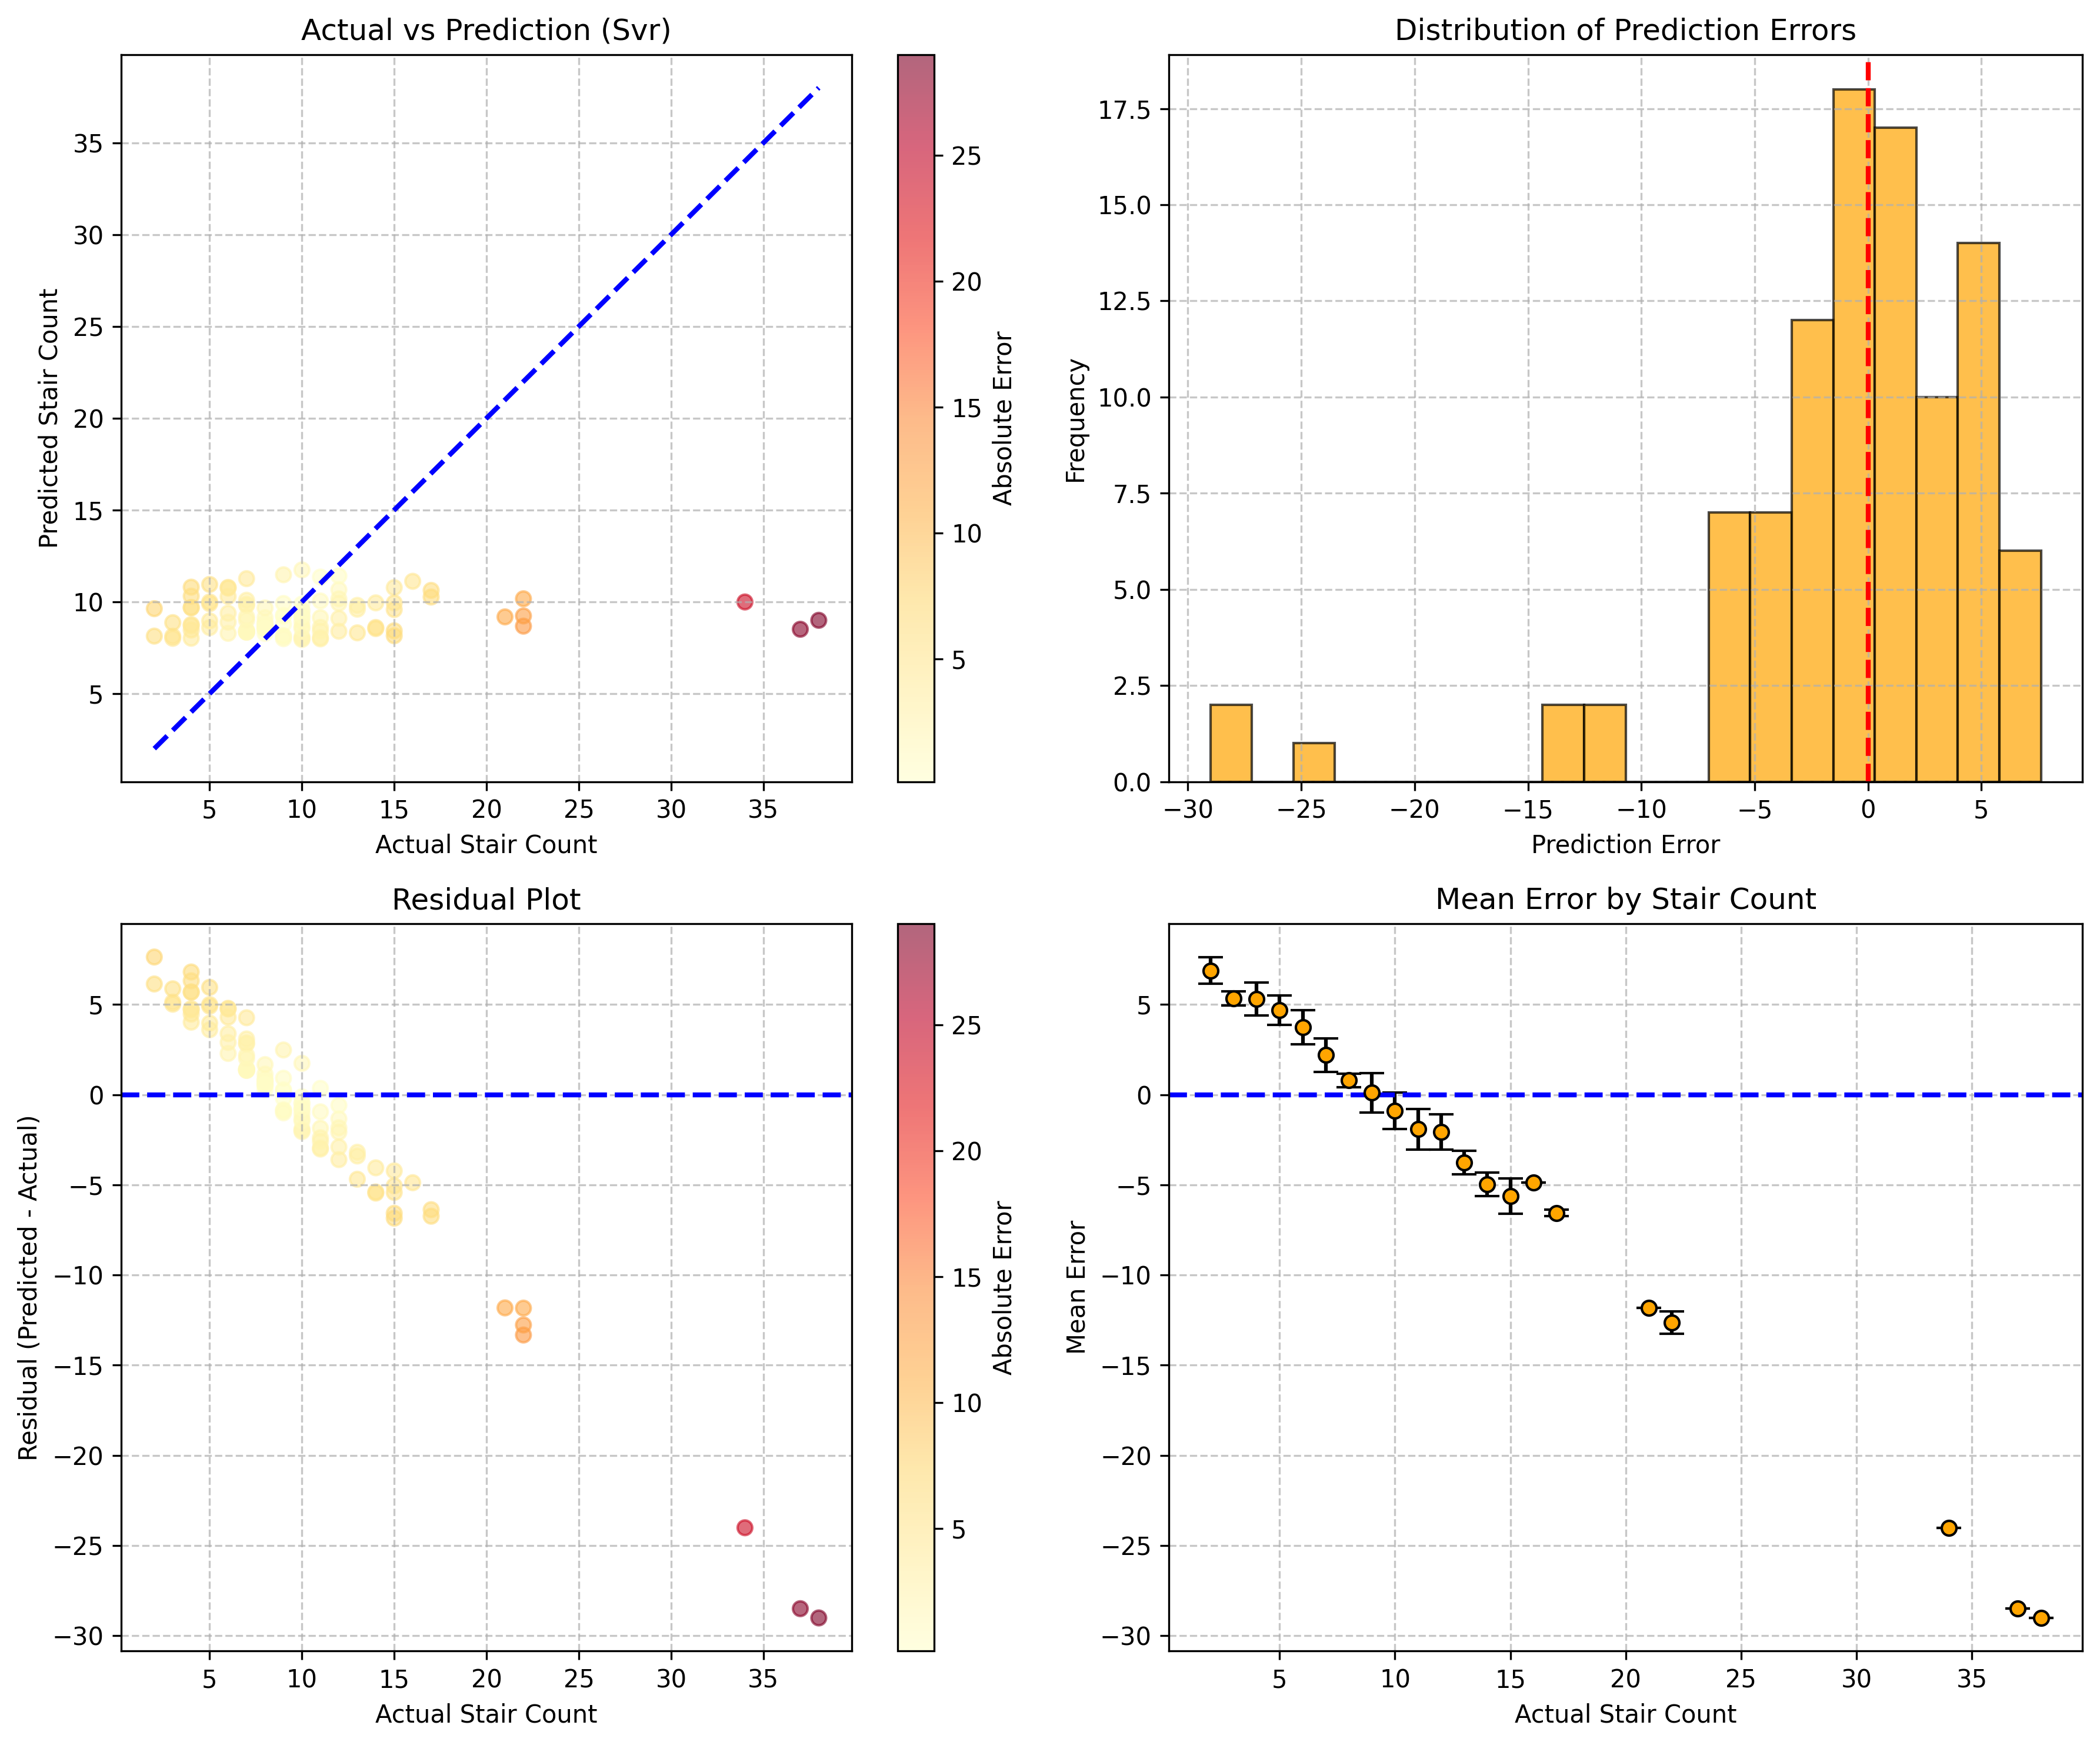 Actual vs Prediction (Svr)
35
30
25
20
15
10
5
Predicted Stair Count
5 10 15 20 25 30 35
Actual Stair Count
25
20
15
10
5
Absolute Error
Distribution of Prediction Errors
17.5
15.0
12.5
10.0
7.5
5.0
2.5
0.0
Frequency
−30 −25 −20 −15 −10 −5 0 5
Prediction Error
Residual Plot
5
0
−5
−10
−15
−20
−25
−30
Residual (Predicted - Actual)
5 10 15 20 25 30 35
Actual Stair Count
25
20
15
10
5
Absolute Error
Mean Error by Stair Count
5
0
−5
−10
−15
−20
−25
−30
Mean Error
5 10 15 20 25 30 35
Actual Stair Count